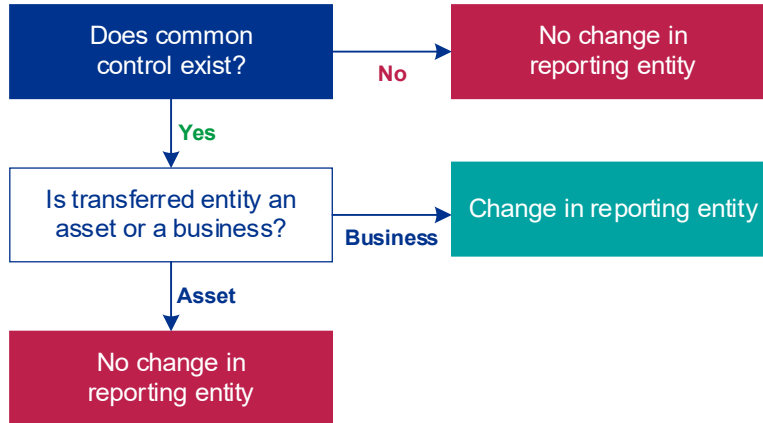 Does common
control exist?
No
No change in
reporting entity
Yes
Is transferred entity an
asset or a business?
Business
Change in reporting entity
Asset
No change in
reporting entity